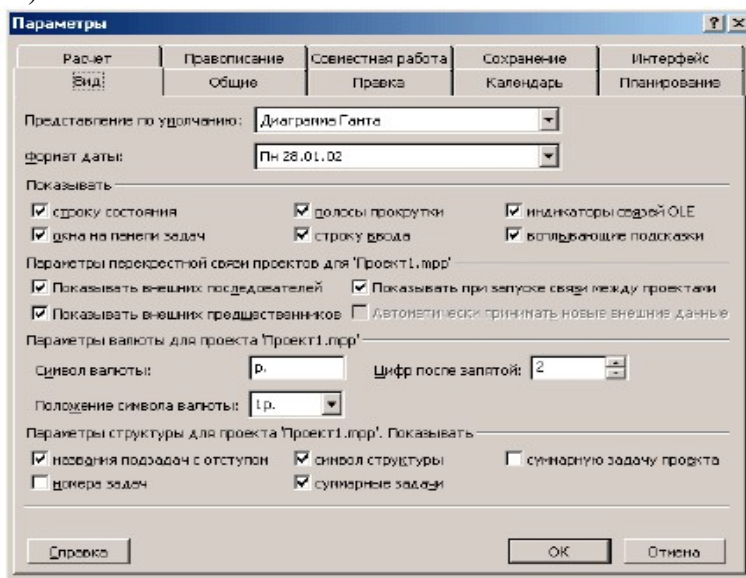 Параметры
Расчет Правописание Совместная работа Сохранение Интерфейс
Вид Общие Правка Календарь Планирование
Представление по умолчанию: Диаграмма Ганта
Формат даты: Пн 28.01.02
Показывать
строку состояния полосы прокрутки индикаторы связей OLE
окна на панели задач строку ввода всплывающие подсказки
Параметры перекрестной связи проектов для 'Проект1.mpp'
Показывать внешних последователей Показывать при запуске связи между проектами
Показывать внешних предшественников Автоматически принимать новые внешние данные
Параметры валюты для проекта 'Проект1.mpp'
Символ валюты: р. Цифр после запятой: 2
Положение символа валюты: 1р.
Параметры структуры для проекта 'Проект1.mpp'. Показывать
названия подзадач с отступом символ структуры суммарную задачу проекта
номера задач суммарные задачи
Справка ОК Отмена